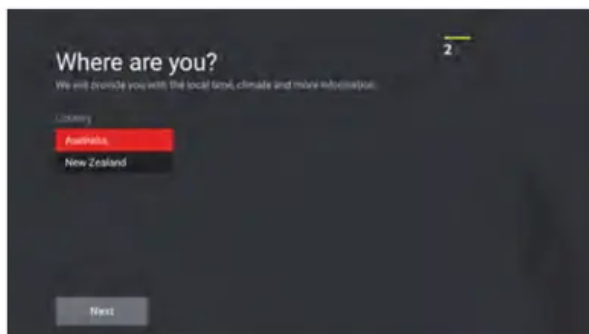 Where are you?
2
We will provide you with the local time, climate and more information.
Country
Australia
New Zealand
Next